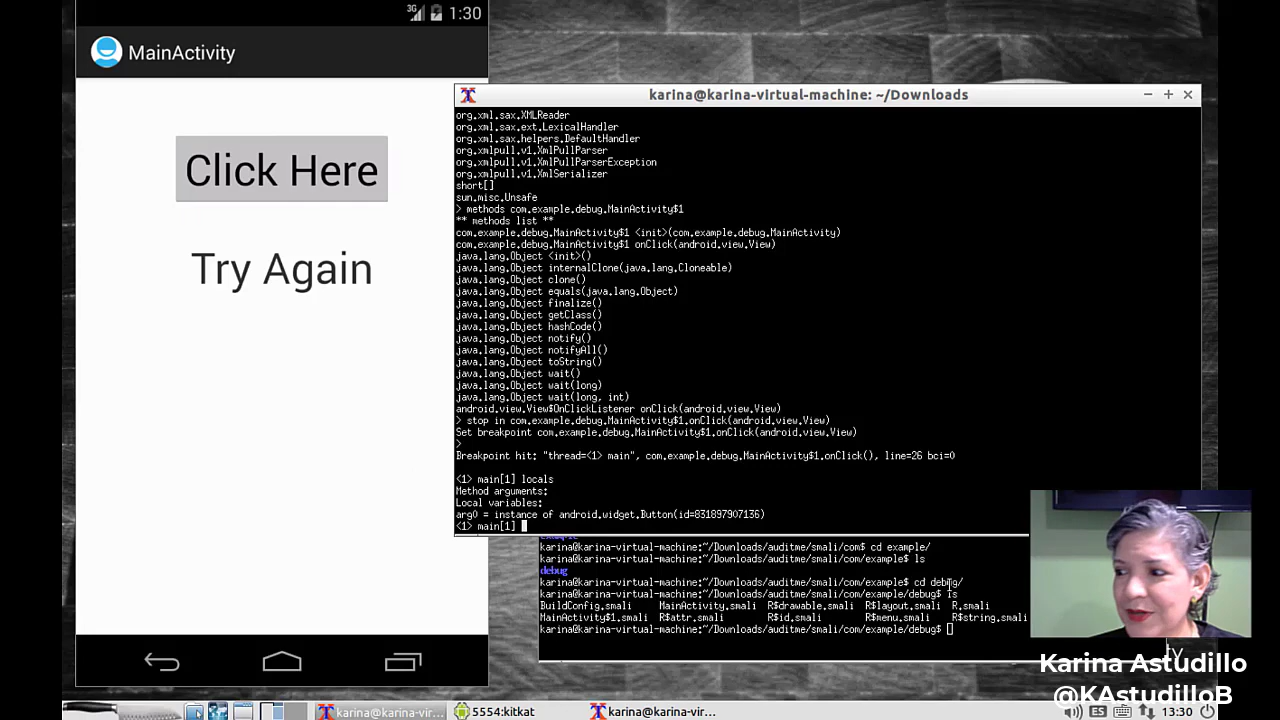 1:30
3G
MainActivity
Click Here
Try Again
karina@karina-virtual-machine: ~/Downloads
org.xml.sax.XMLReader
org.xml.sax.ext.LexicalHandler
org.xml.sax.helpers.DefaultHandler
org.xmlpull.v1.XmlPullParser
org.xmlpull.v1.XmlPullParserException
org.xmlpull.v1.XmlSerializer
short[]
sun.misc.Unsafe
> methods com.example.debug.MainActivity$1
** methods list **
com.example.debug.MainActivity$1 <init>(com.example.debug.MainActivity)
com.example.debug.MainActivity$1 onClick(android.view.View)
java.lang.Object <init>()
java.lang.Object internalClone(java.lang.Cloneable)
java.lang.Object clone()
java.lang.Object equals(java.lang.Object)
java.lang.Object finalize()
java.lang.Object getClass()
java.lang.Object hashCode()
java.lang.Object notify()
java.lang.Object notifyAll()
java.lang.Object toString()
java.lang.Object wait()
java.lang.Object wait(long)
java.lang.Object wait(long, int)
android.view.View$OnClickListener onClick(android.view.View)
> stop in com.example.debug.MainActivity$1.onClick(android.view.View)
Set breakpoint com.example.debug.MainActivity$1.onClick(android.view.View)
>
Breakpoint hit: "thread=<1> main", com.example.debug.MainActivity$1.onClick(), line=26 bci=0
<1> main[1] locals
Method arguments:
Local variables:
arg0 = instance of android.widget.Button(id=831897907136)
<1> main[1]
karina@karina-virtual-machine:~/Downloads/auditme/smali/com$ cd example/
karina@karina-virtual-machine:~/Downloads/auditme/smali/com/example$ ls
debug
karina@karina-virtual-machine:~/Downloads/auditme/smali/com/example$ cd debug/
karina@karina-virtual-machine:~/Downloads/auditme/smali/com/example/debug$ ls
BuildConfig.smali MainActivity.smali R$drawable.smali R$layout.smali R.smali
MainActivity$1.smali R$attr.smali R$id.smali R$menu.smali R$string.smali
karina@karina-virtual-machine:~/Downloads/auditme/smali/com/example/debug$
Karina Astudillo
@KAstudilloB
karina@karina-vir...
5554:kitkat
karina@karina-vir...
ES
13:30